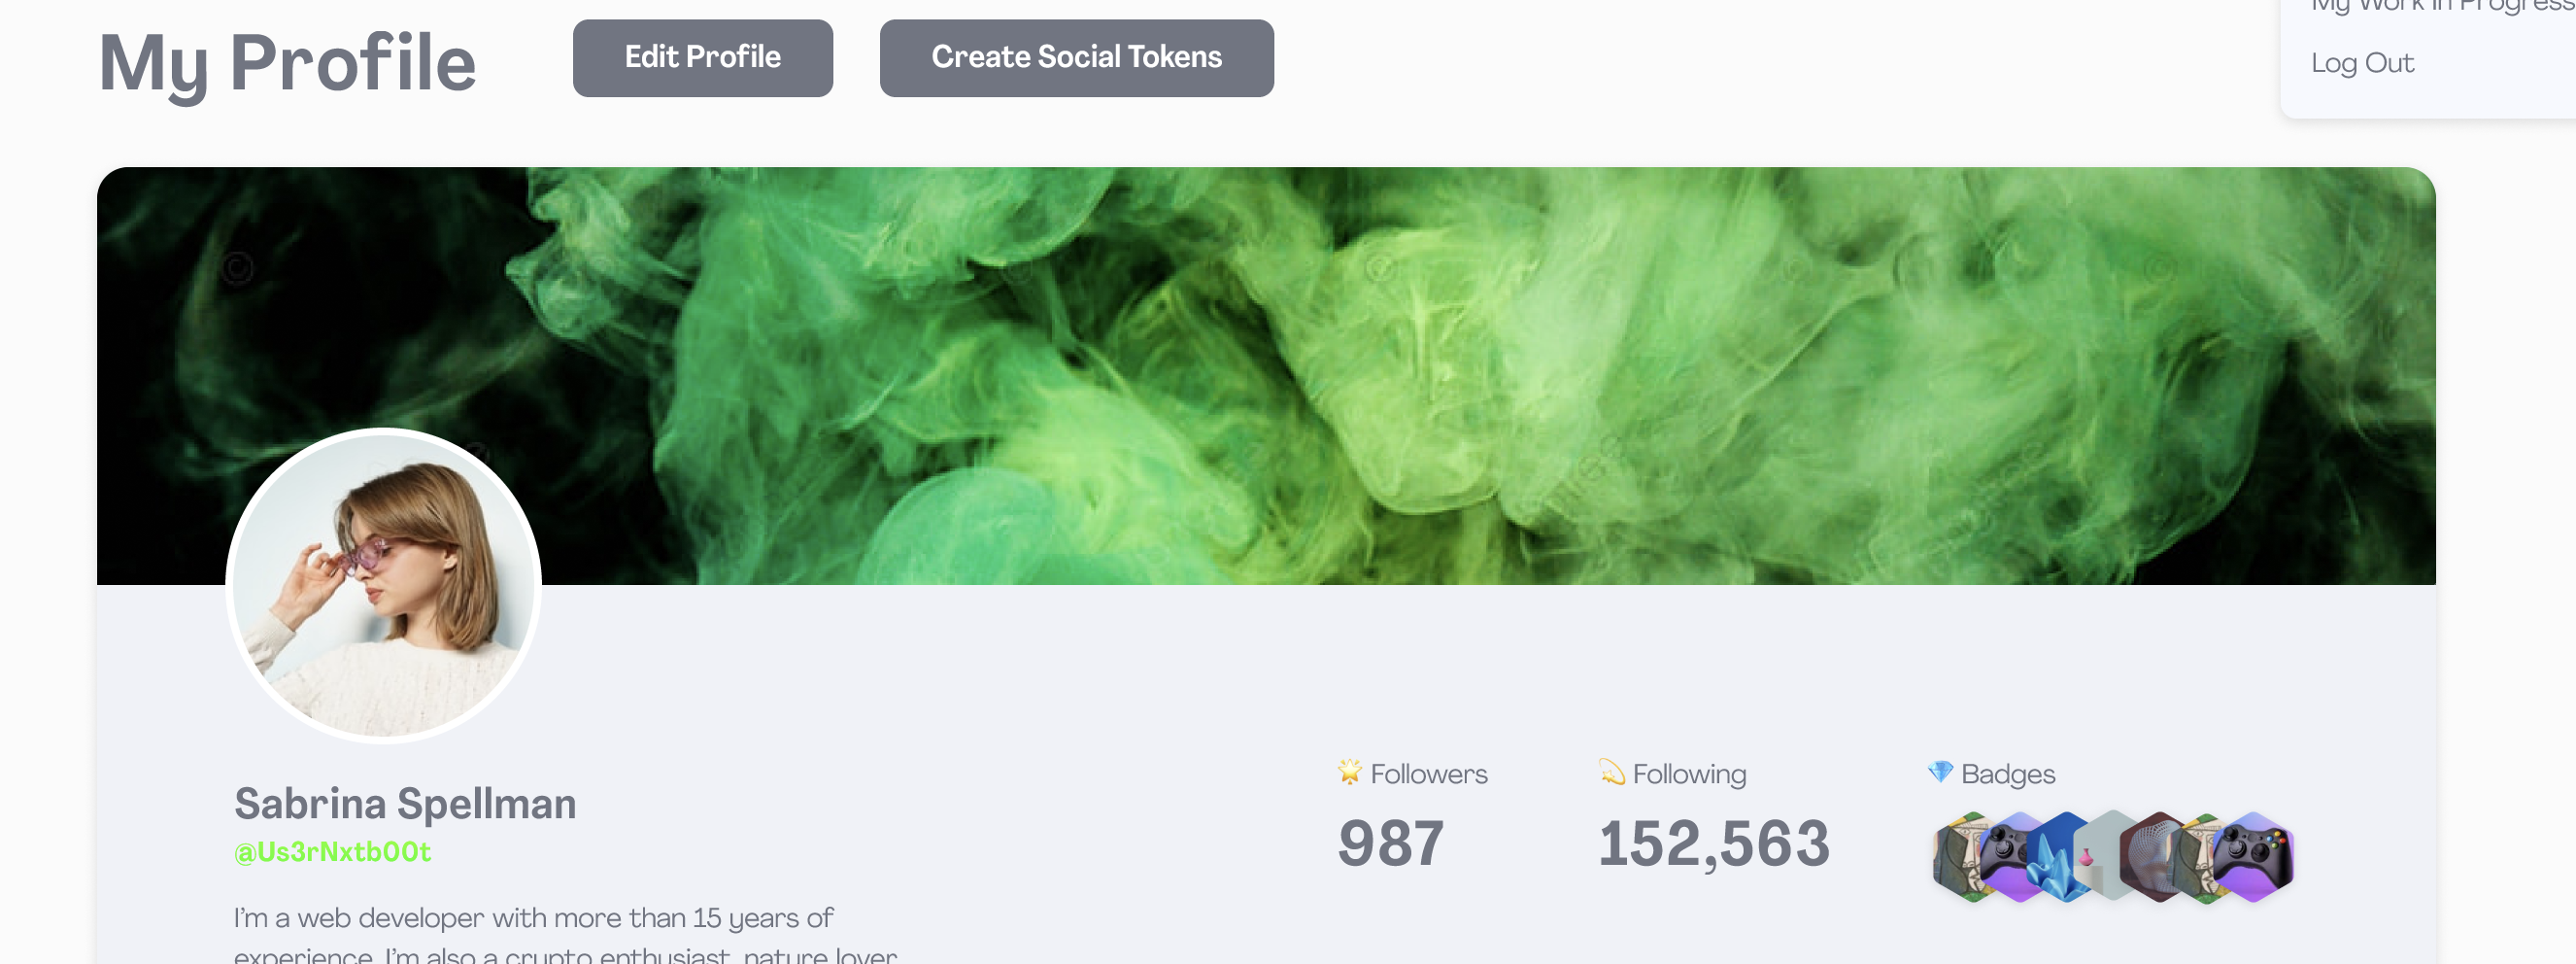 My Work In Progress
Log Out
My Profile
Edit Profile
Create Social Tokens
Followers
987
Following
152,563
Badges
Sabrina Spellman
@Us3rNxtb00t
I’m a web developer with more than 15 years of
experience. I’m also a crypto enthusiast, nature lover